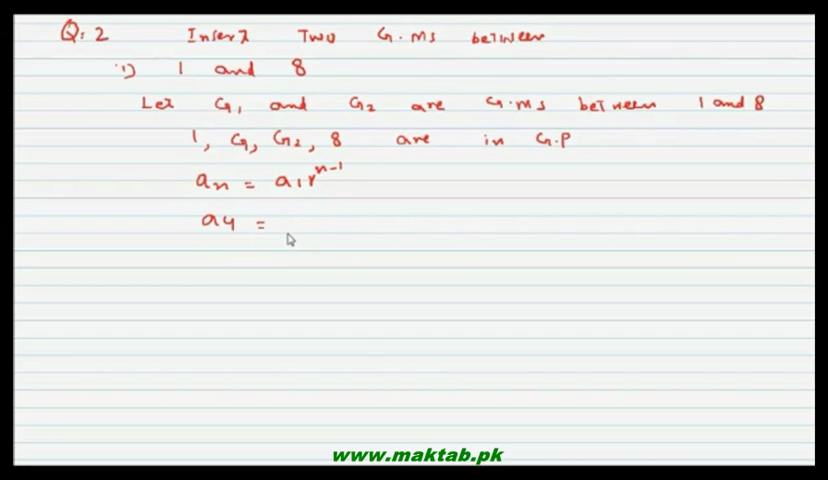 Q:2 Insert Two G.Ms between
i) 1 and 8
Let G₁ and G₂ are G.Ms between 1 and 8
1, G₁, G₂, 8 are in G.P
aₙ = a₁rⁿ⁻¹
a₄ =
www.maktab.pk